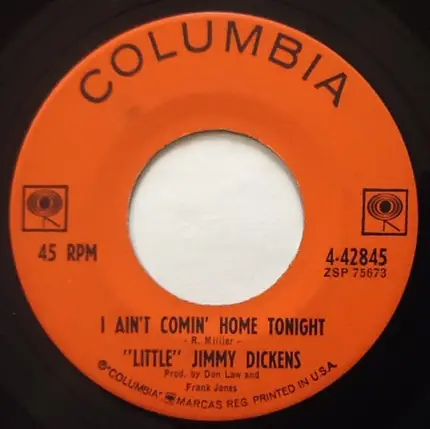 COLUMBIA
45 RPM
4-42845
ZSP 75673
I AIN'T COMIN' HOME TONIGHT
- R. Miller -
"LITTLE" JIMMY DICKENS
Prod. by Don Law and
Frank Jones
® "COLUMBIA" MARCAS REG. PRINTED IN U.S.A.